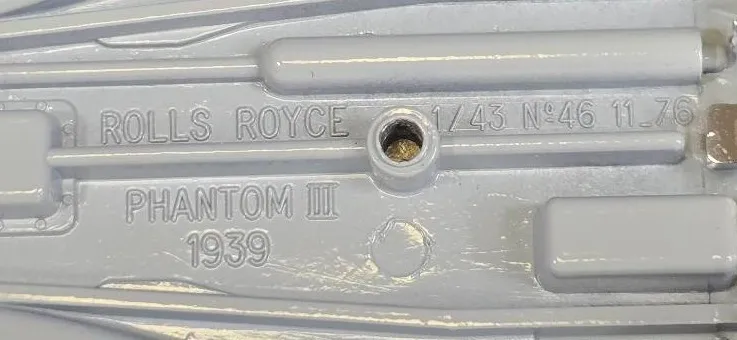 ROLLS ROYCE 1/43 Nº46 11_76
PHANTOM III
1939